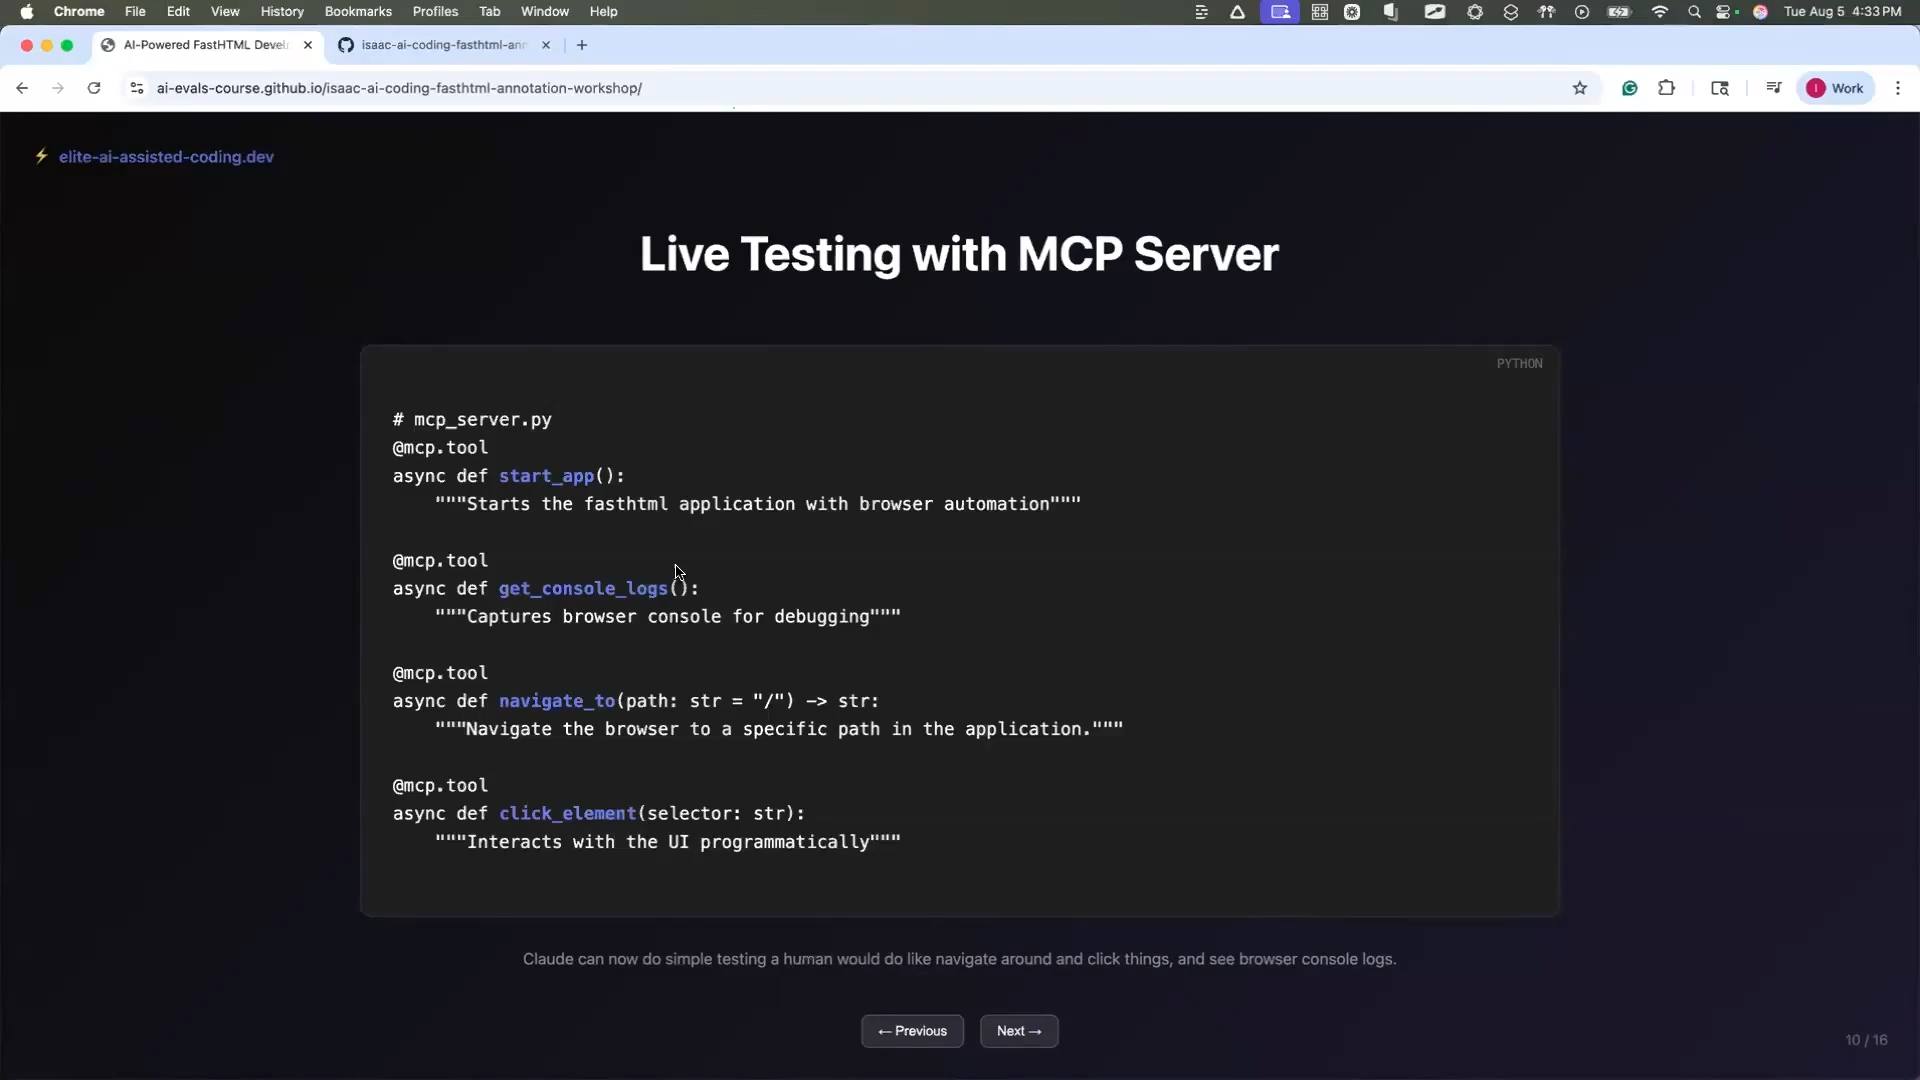 Chrome File Edit View History Bookmarks Profiles Tab Window Help Tue Aug 5 4:33 PM
AI-Powered FastHTML Devel isaac-ai-coding-fasthtml-ann
ai-evals-course.github.io/isaac-ai-coding-fasthtml-annotation-workshop/ Work
⚡ elite-ai-assisted-coding.dev
Live Testing with MCP Server
PYTHON
# mcp_server.py
@mcp.tool
async def start_app():
"""Starts the fasthtml application with browser automation"""
@mcp.tool
async def get_console_logs():
"""Captures browser console for debugging"""
@mcp.tool
async def navigate_to(path: str = "/") -> str:
"""Navigate the browser to a specific path in the application."""
@mcp.tool
async def click_element(selector: str):
"""Interacts with the UI programmatically"""
Claude can now do simple testing a human would do like navigate around and click things, and see browser console logs.
← Previous Next →
10 / 16